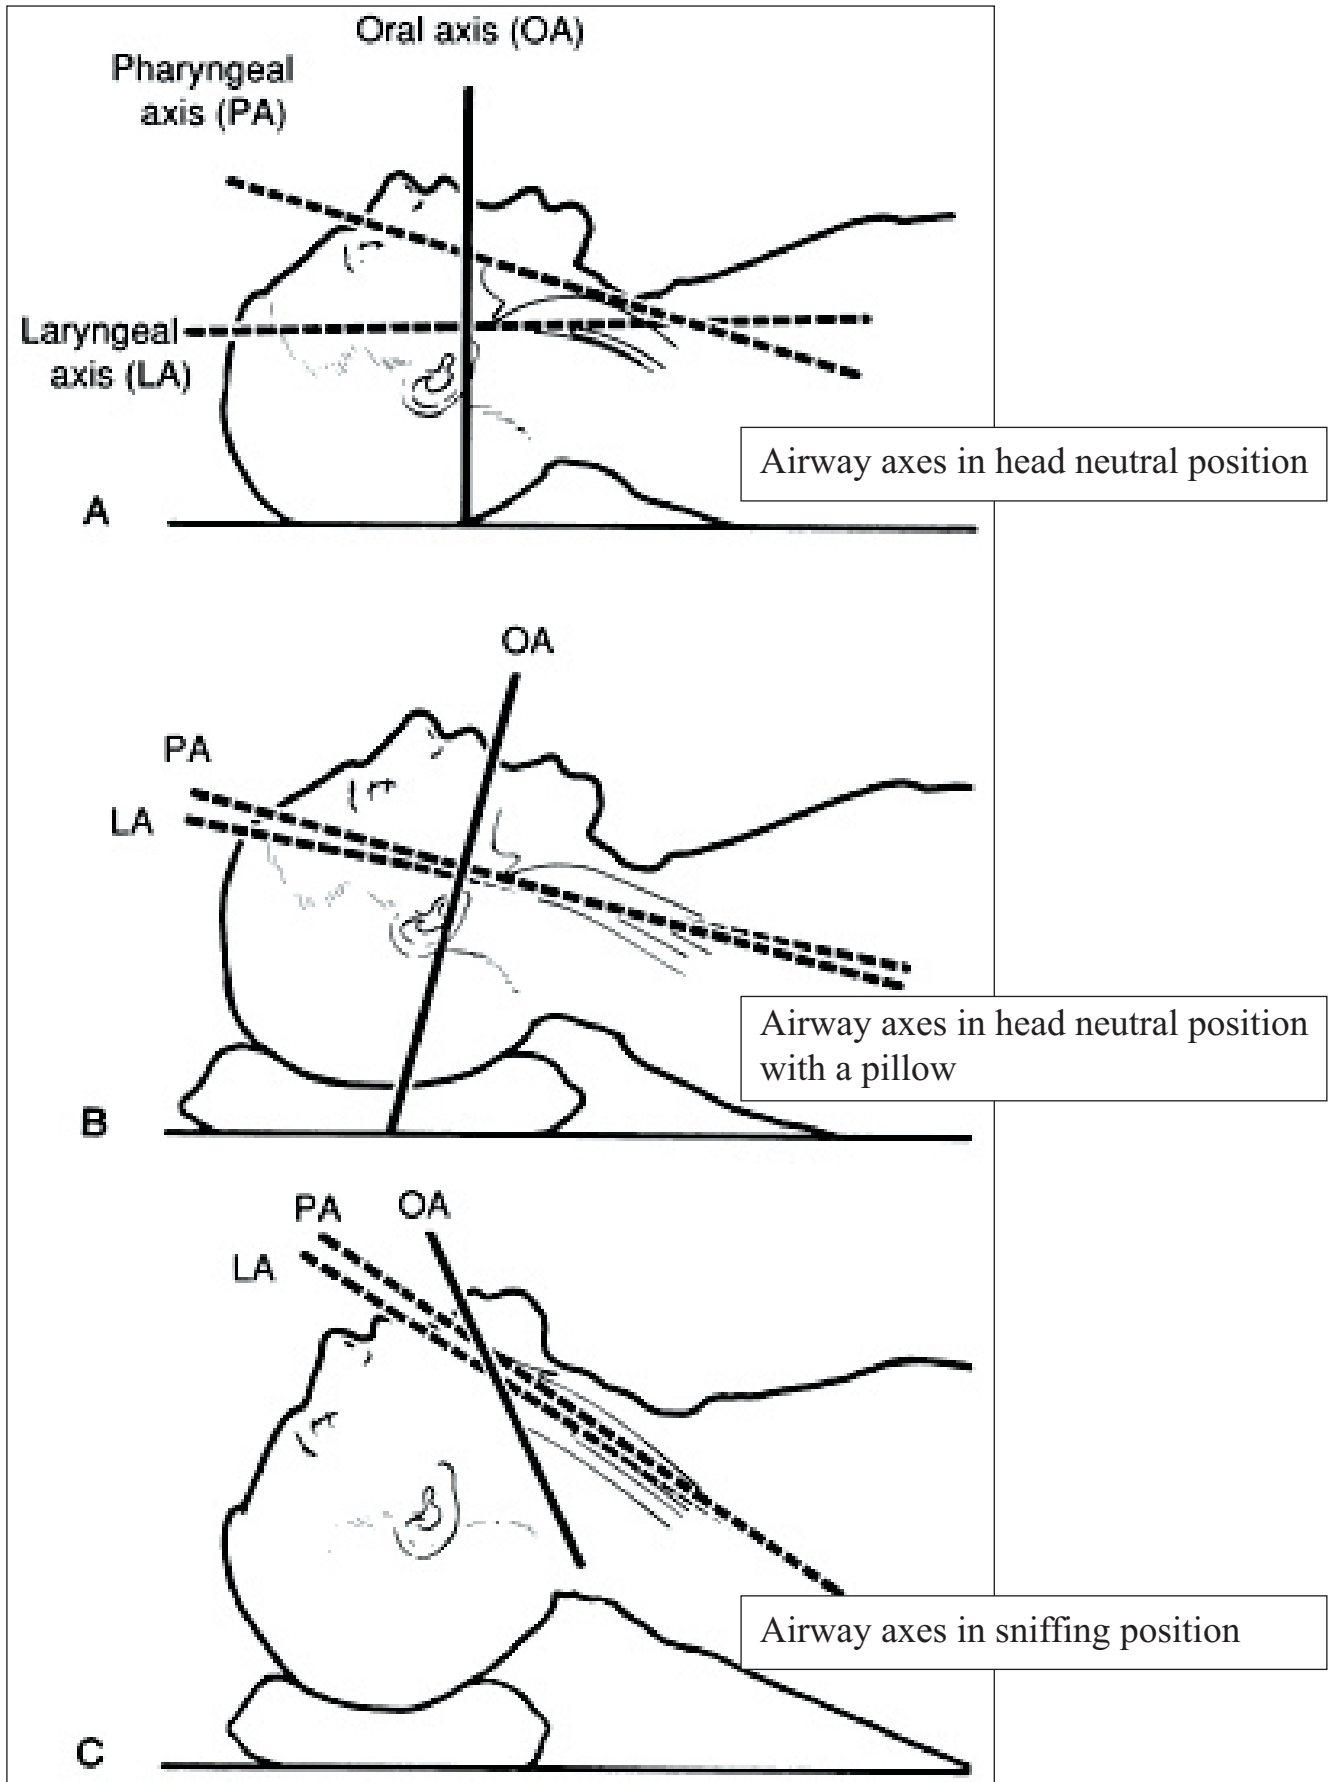 Oral axis (OA)
Pharyngeal
axis (PA)
Laryngeal
axis (LA)
Airway axes in head neutral position
A
OA
PA
LA
Airway axes in head neutral position
with a pillow
B
PA OA
LA
Airway axes in sniffing position
C